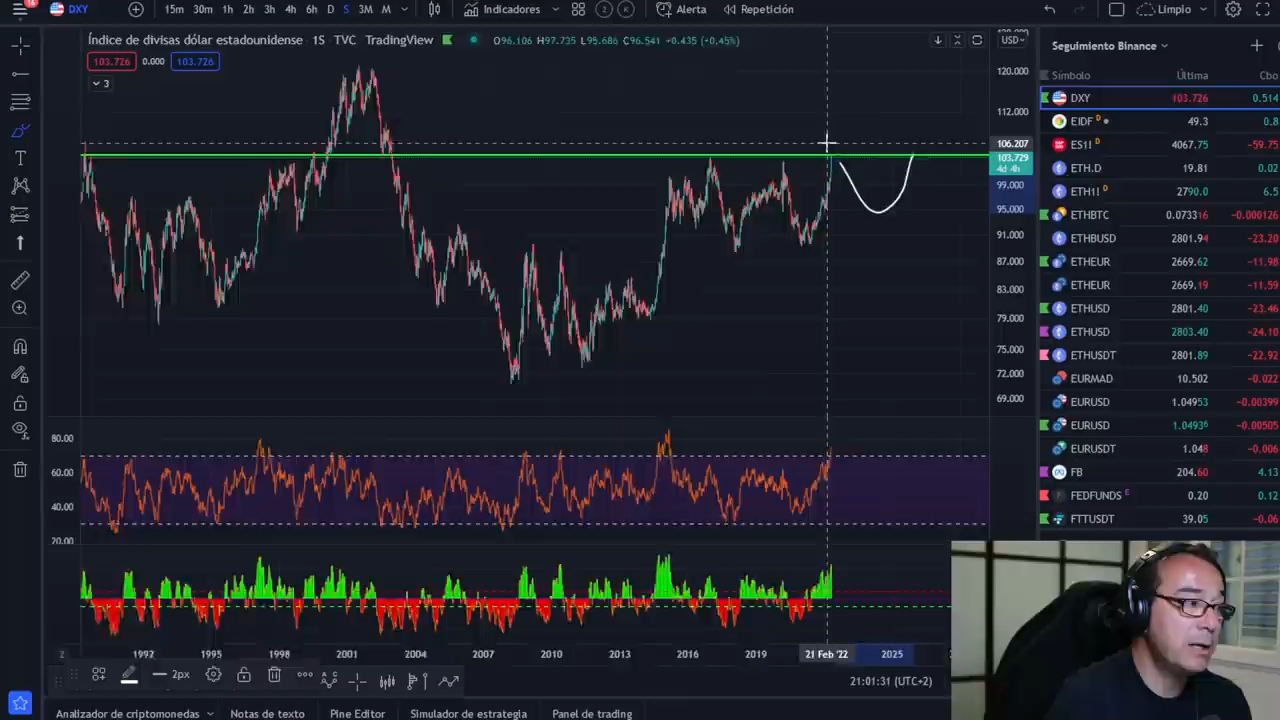 16
DXY
15m 30m 1h 2h 3h 4h 6h D S 3M M Indicadores 2 K Alerta Repetición Limpio
Índice de divisas dólar estadounidense 1S TVC TradingView O96.106 H97.735 L95.686 C96.541 +0.435 (+0.45%)
USD
103.726 0.000 103.726
3
120.000
112.000
106.207
103.729
4d 4h
99.000
95.000
91.000
87.000
83.000
79.000
75.000
72.000
69.000
80.00
60.00
40.00
20.00
1992 1995 1998 2001 2004 2007 2010 2013 2016 2019 21 Feb '22 2025
2px
21:01:31 (UTC+2)
Analizador de criptomonedas Notas de texto Pine Editor Simulador de estrategia Panel de trading
Seguimiento Binance
Símbolo Última Cbo
DXY 103.726 0.514
EIDF D 49.3 0.8
ES1! D 4067.75 -59.75
ETH.D 19.81 0.02
ETH1! D 2790.0 6.5
ETHBTC 0.073316 -0.000126
ETHBUSD 2801.94 -23.20
ETHEUR 2669.62 -11.98
ETHEUR 2669.19 -11.59
ETHUSD 2801.40 -23.46
ETHUSD 2803.40 -24.10
ETHUSDT 2801.89 -22.92
EURMAD 10.502 -0.022
EURUSD 1.04953 -0.00399
EURUSD 1.04936 -0.00505
EURUSDT 1.048 -0.006
FB 204.60 4.13
FEDFUNDS E 0.20 0.12
FTTUSDT 39.05 -0.06